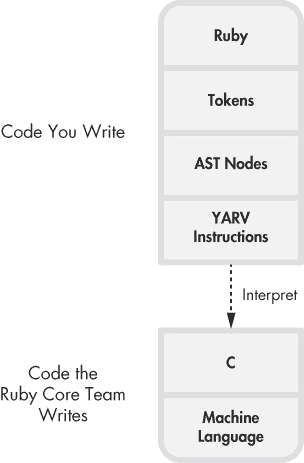 Ruby
Tokens
Code You Write
AST Nodes
YARV
Instructions
Interpret
Code the
Ruby Core Team
Writes
C
Machine
Language